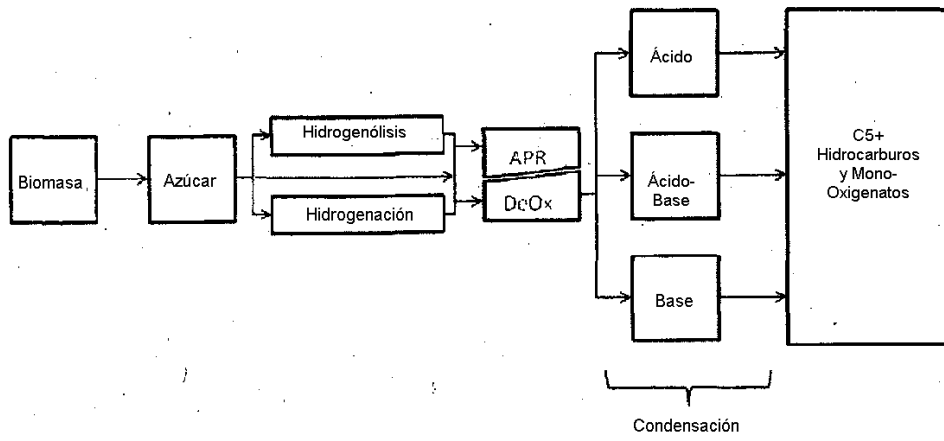 Biomasa
Azúcar
Hidrogenólisis
Hidrogenación
APR
DeOx
Ácido
Ácido-
Base
Base
C5+
Hidrocarburos
y Mono-
Oxigenatos
Condensación